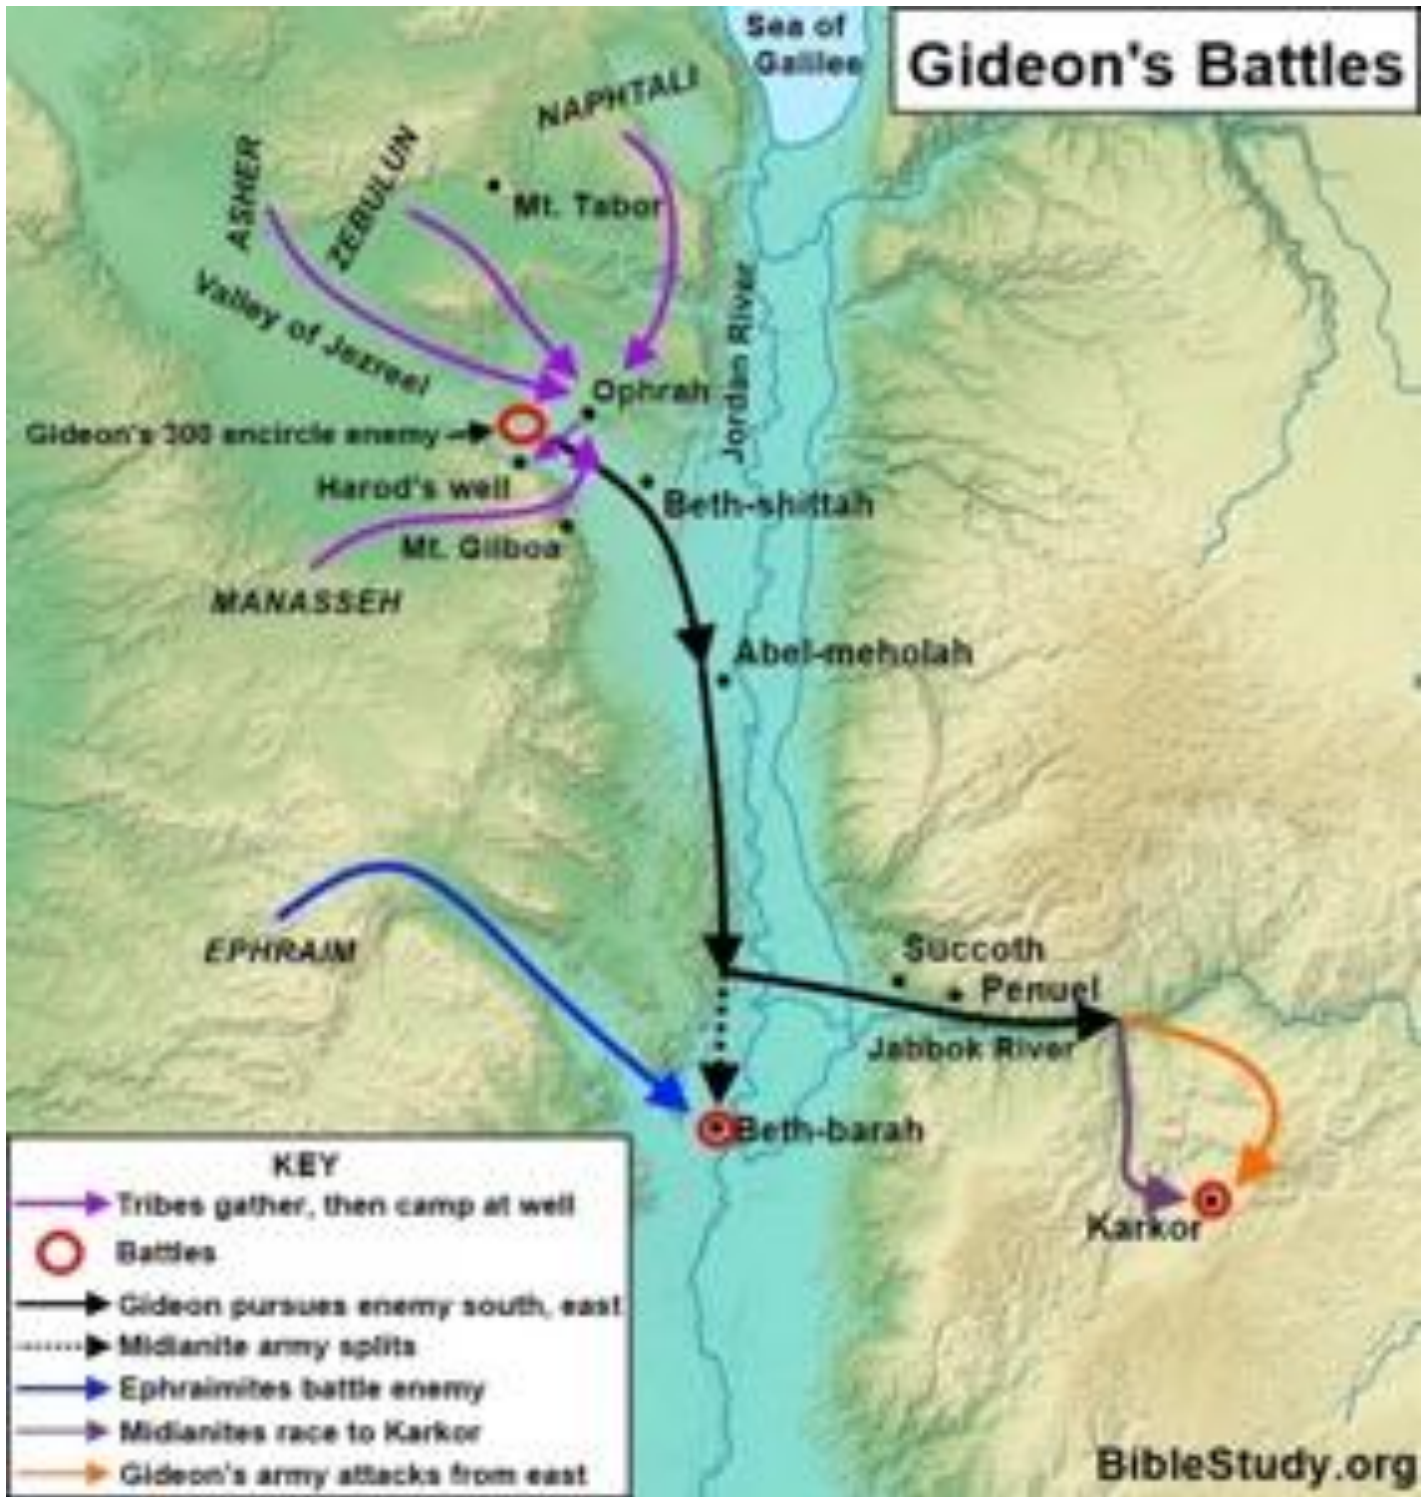 Sea of
Galilee
Gideon's Battles
NAPHTALI
ASHER
ZEBULUN
Mt. Tabor
Valley of Jezreel
Jordan River
Ophrah
Gideon's 300 encircle enemy
Harod's well
Beth-shittah
Mt. Gilboa
MANASSEH
Abel-meholah
EPHRAIM
Succoth
Penuel
Jabbok River
Beth-barah
Karkor
KEY
Tribes gather, then camp at well
Battles
Gideon pursues enemy south, east
Midianite army splits
Ephraimites battle enemy
Midianites race to Karkor
Gideon's army attacks from east
BibleStudy.org